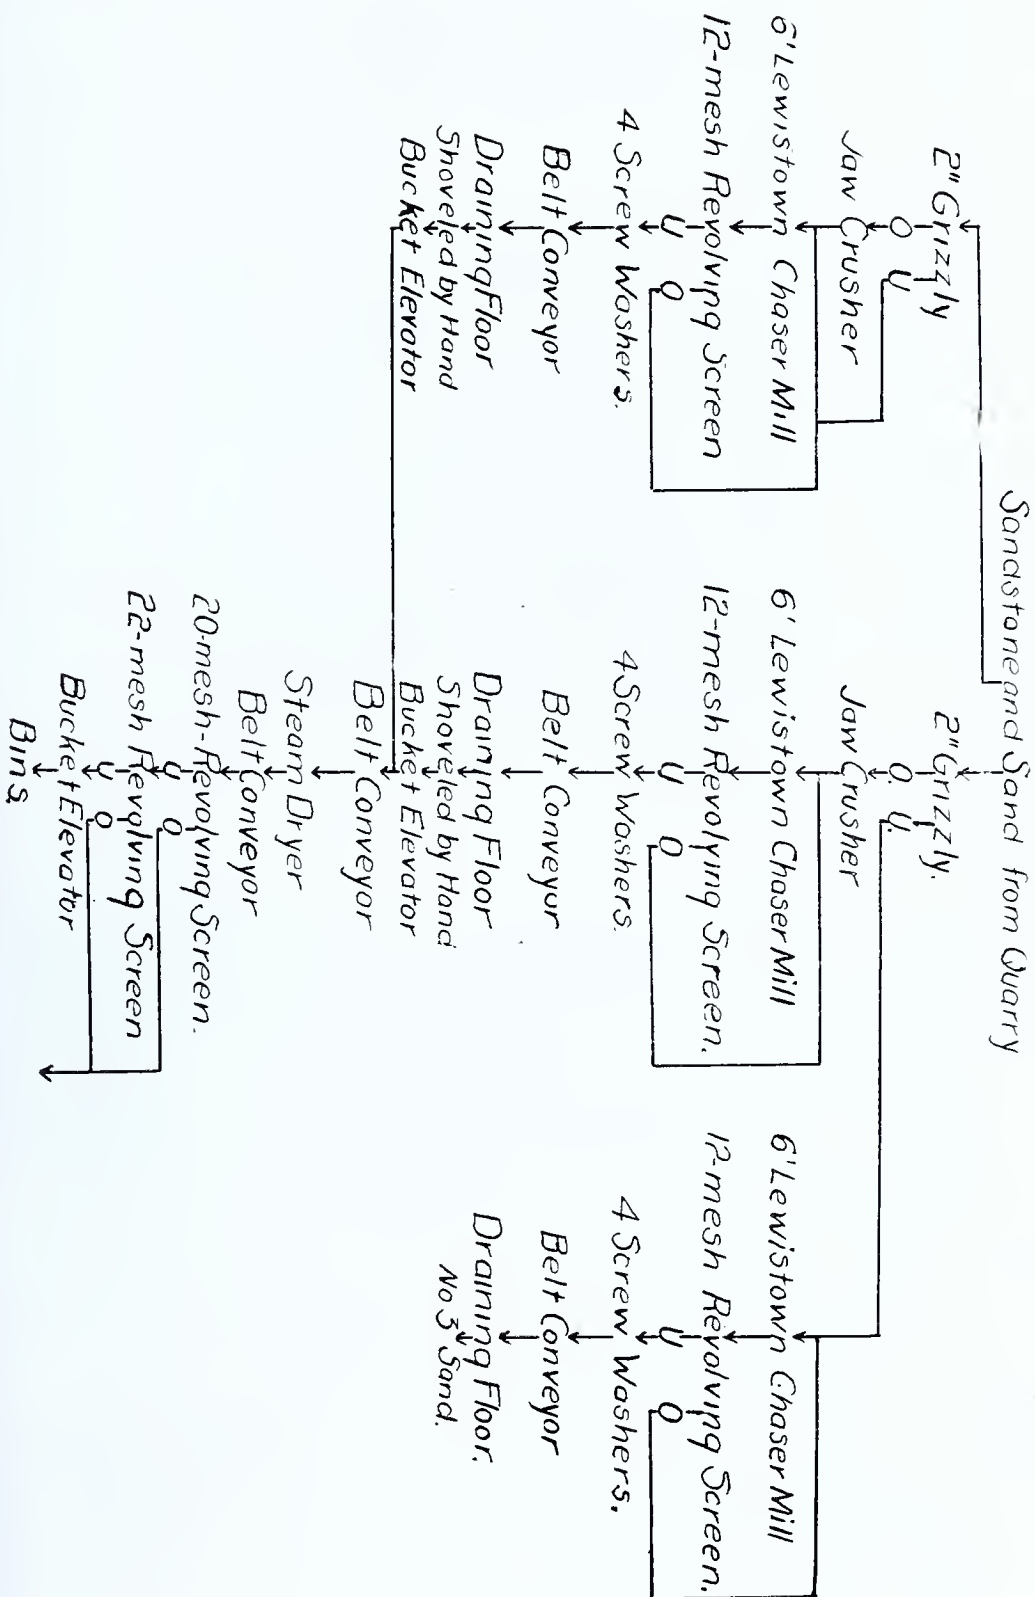 Sandstone and Sand from Quarry
2" Grizzly
O U
Jaw Crusher
6' Lewistown Chaser Mill
12-mesh Revolving Screen
U O
4 Screw Washers.
Belt Conveyor
Draining Floor
Shoveled by Hand
Bucket Elevator
2" Grizzly.
O. U.
Jaw Crusher
6' Lewistown Chaser Mill
12-mesh Revolving Screen.
U O
4 Screw Washers.
Belt Conveyor
Draining Floor
Shoveled by Hand
Bucket Elevator
Belt Conveyor
Steam Dryer
Belt Conveyor
20-mesh-Revolving Screen.
U O
22-mesh Revolving Screen
U O
Bucket Elevator
Bins
6' Lewistown Chaser Mill
12-mesh Revolving Screen.
U O
4 Screw Washers.
Belt Conveyor
Draining Floor.
No 3 Sand.